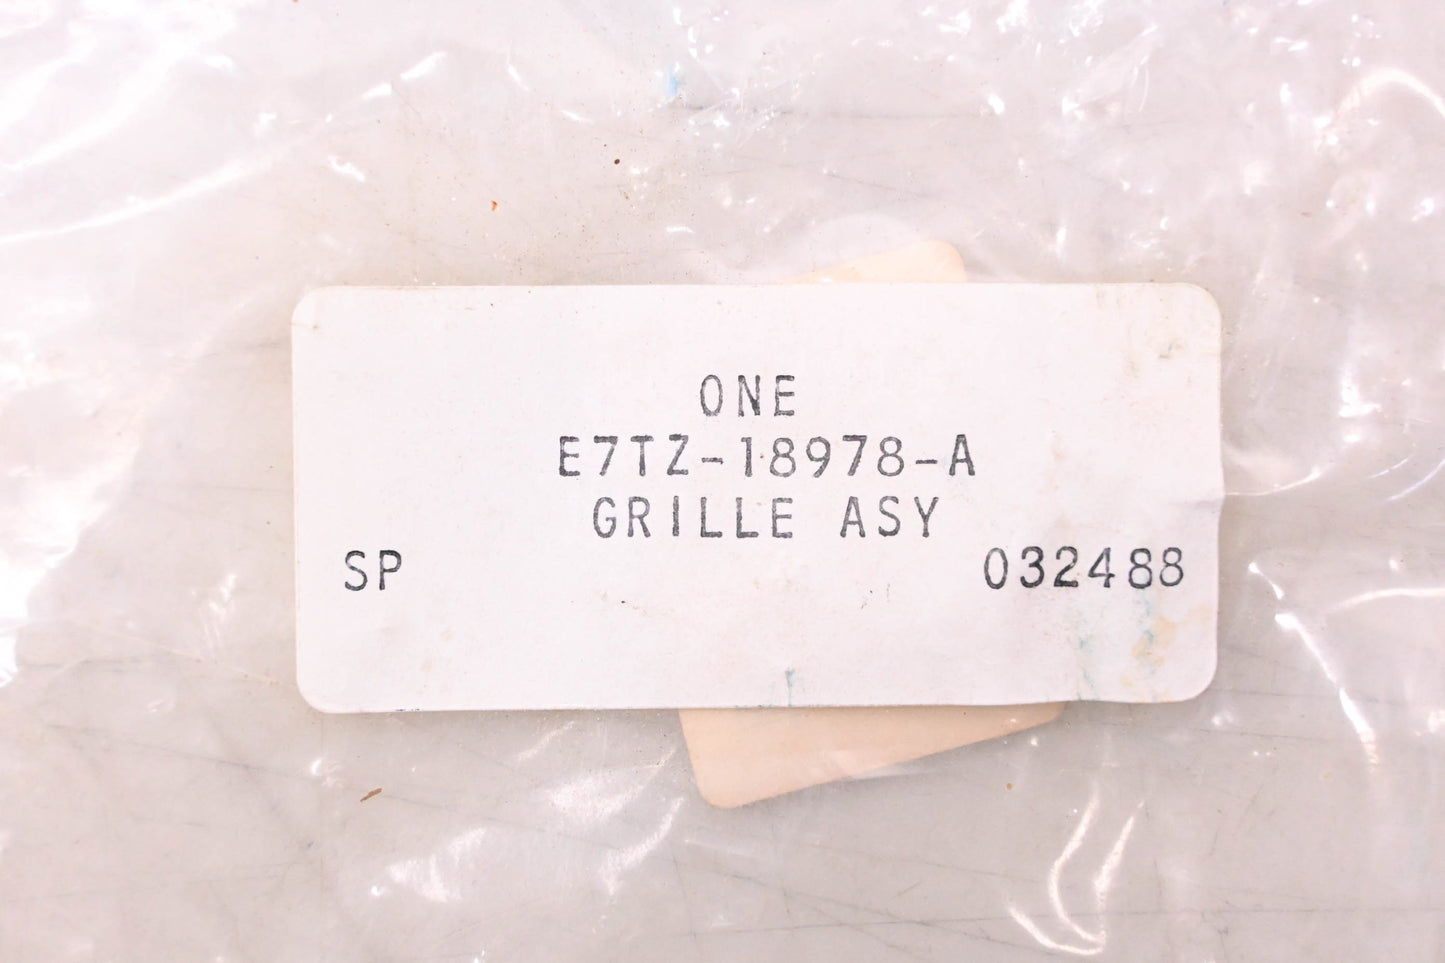 ONE
E7TZ-18978-A
GRILLE ASY
SP 032488